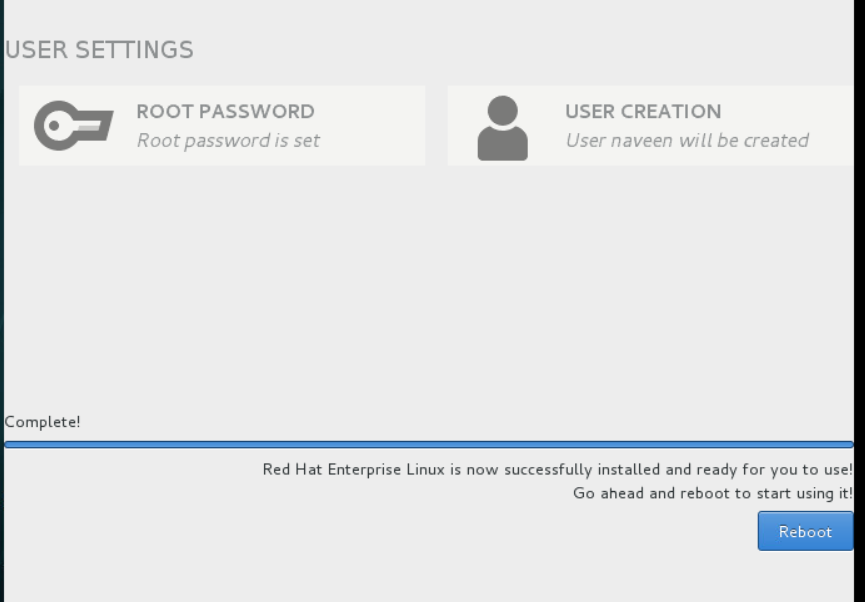 USER SETTINGS
ROOT PASSWORD
Root password is set
USER CREATION
User naveen will be created
Complete!
Red Hat Enterprise Linux is now successfully installed and ready for you to use!
Go ahead and reboot to start using it!
Reboot